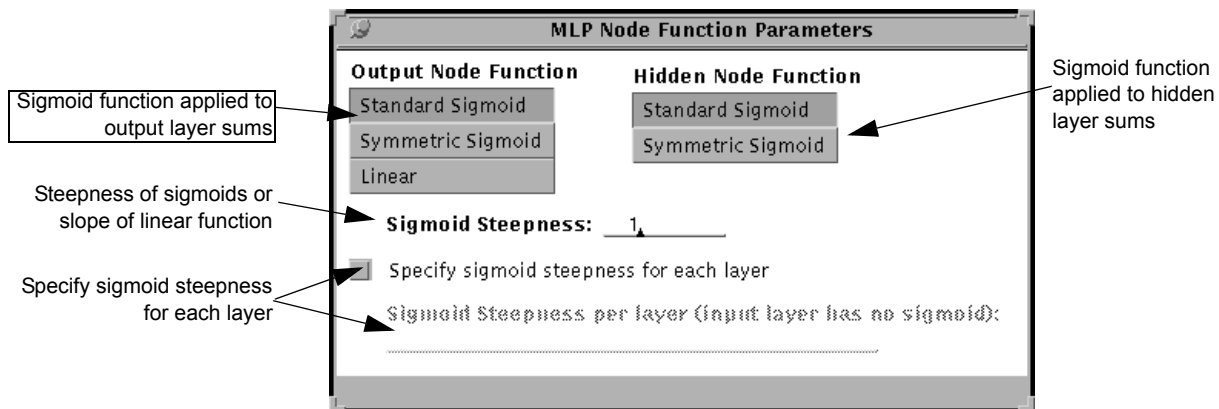 MLP Node Function Parameters
Output Node Function
Hidden Node Function
Standard Sigmoid
Symmetric Sigmoid
Linear
Standard Sigmoid
Symmetric Sigmoid
Sigmoid function applied to
output layer sums
Sigmoid function
applied to hidden
layer sums
Steepness of sigmoids or
slope of linear function
Sigmoid Steepness: 1
Specify sigmoid steepness
for each layer
Specify sigmoid steepness for each layer
Sigmoid Steepness per layer (input layer has no sigmoid):